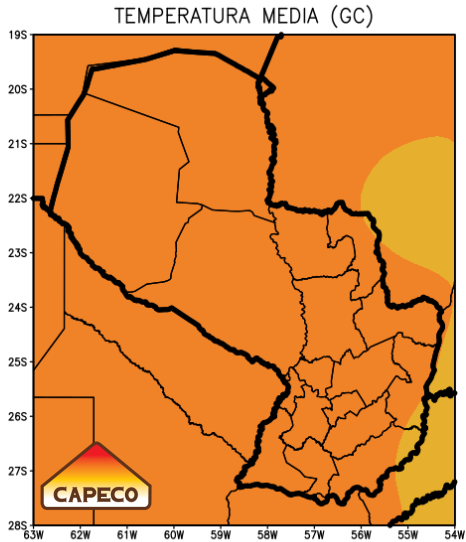 TEMPERATURA MEDIA (GC)
19S
20S
21S
22S
23S
24S
25S
26S
27S
28S
CAPECO
63W 62W 61W 60W 59W 58W 57W 56W 55W 54W